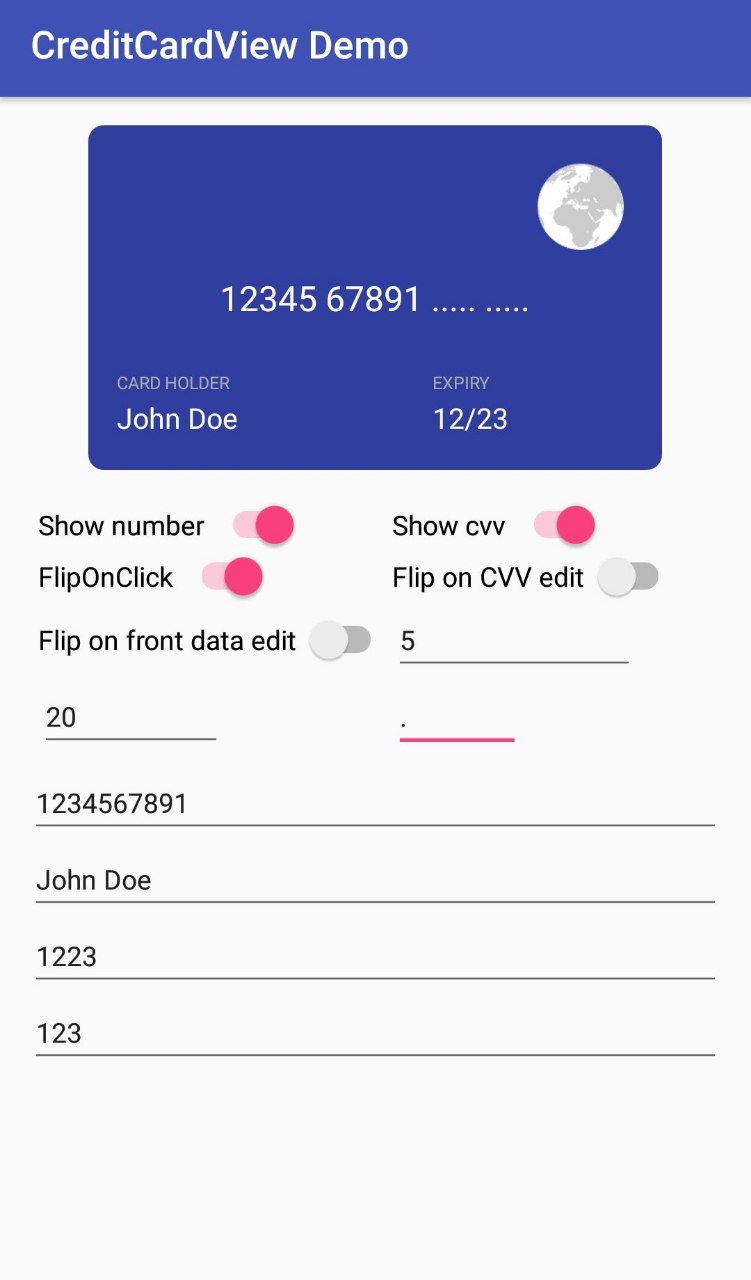 CreditCardView Demo
12345 67891 ..... .....
CARD HOLDER EXPIRY
John Doe 12/23
Show number Show cvv
FlipOnClick Flip on CVV edit
Flip on front data edit 5
20 .
1234567891
John Doe
1223
123